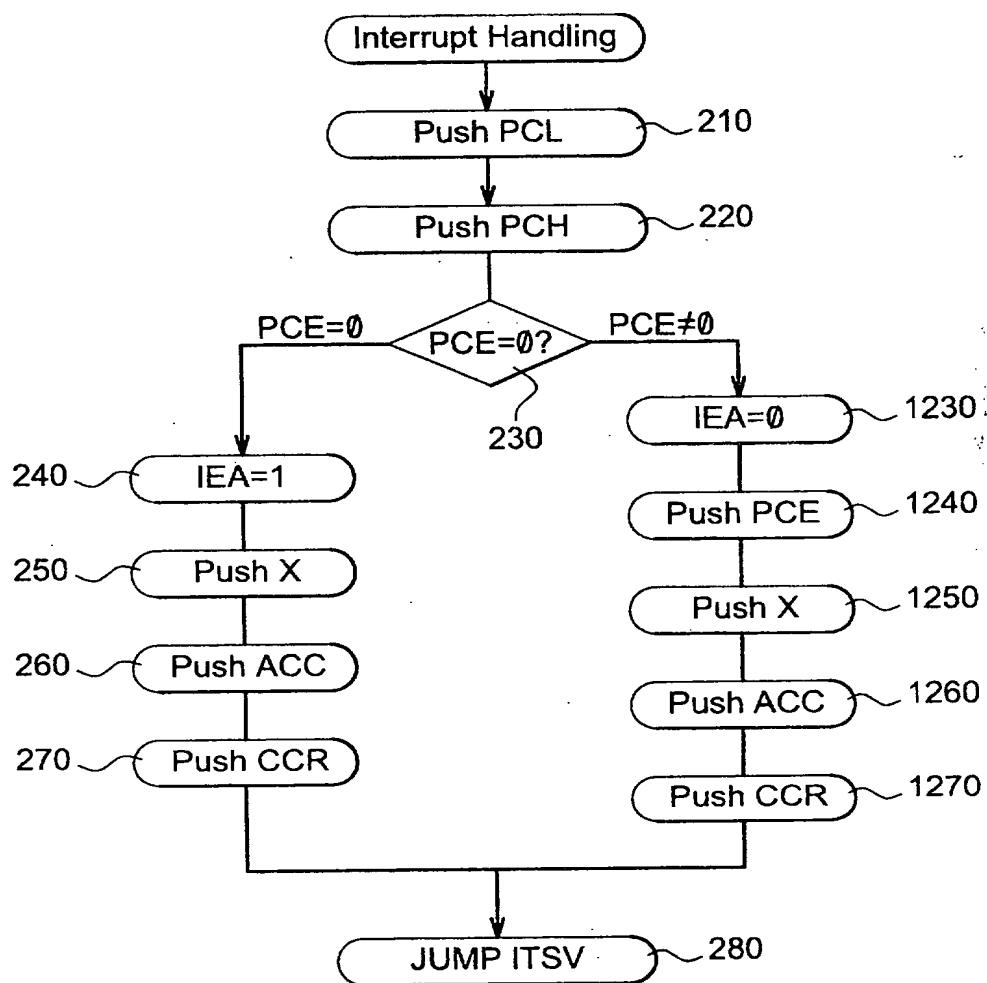 Interrupt Handling
Push PCL
210
Push PCH
220
PCE=0
PCE=0?
PCE≠0
230
IEA=1
240
Push X
250
Push ACC
260
Push CCR
270
IEA=0
1230
Push PCE
1240
Push X
1250
Push ACC
1260
Push CCR
1270
JUMP ITSV
280